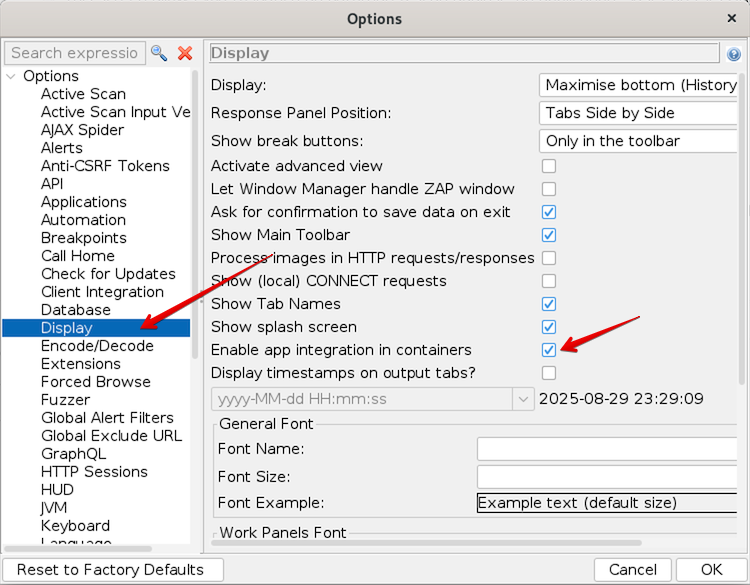 Options
Search expressio
Display
Options
Active Scan
Active Scan Input Ve
AJAX Spider
Alerts
Anti-CSRF Tokens
API
Applications
Automation
Breakpoints
Call Home
Check for Updates
Client Integration
Database
Display
Encode/Decode
Extensions
Forced Browse
Fuzzer
Global Alert Filters
Global Exclude URL
GraphQL
HTTP Sessions
HUD
JVM
Keyboard
Language
Display: Maximise bottom (History
Response Panel Position: Tabs Side by Side
Show break buttons: Only in the toolbar
Activate advanced view
Let Window Manager handle ZAP window
Ask for confirmation to save data on exit
Show Main Toolbar
Process images in HTTP requests/responses
Show (local) CONNECT requests
Show Tab Names
Show splash screen
Enable app integration in containers
Display timestamps on output tabs?
yyyy-MM-dd HH:mm:ss 2025-08-29 23:29:09
General Font
Font Name:
Font Size:
Font Example: Example text (default size)
Work Panels Font
Reset to Factory Defaults
Cancel
OK